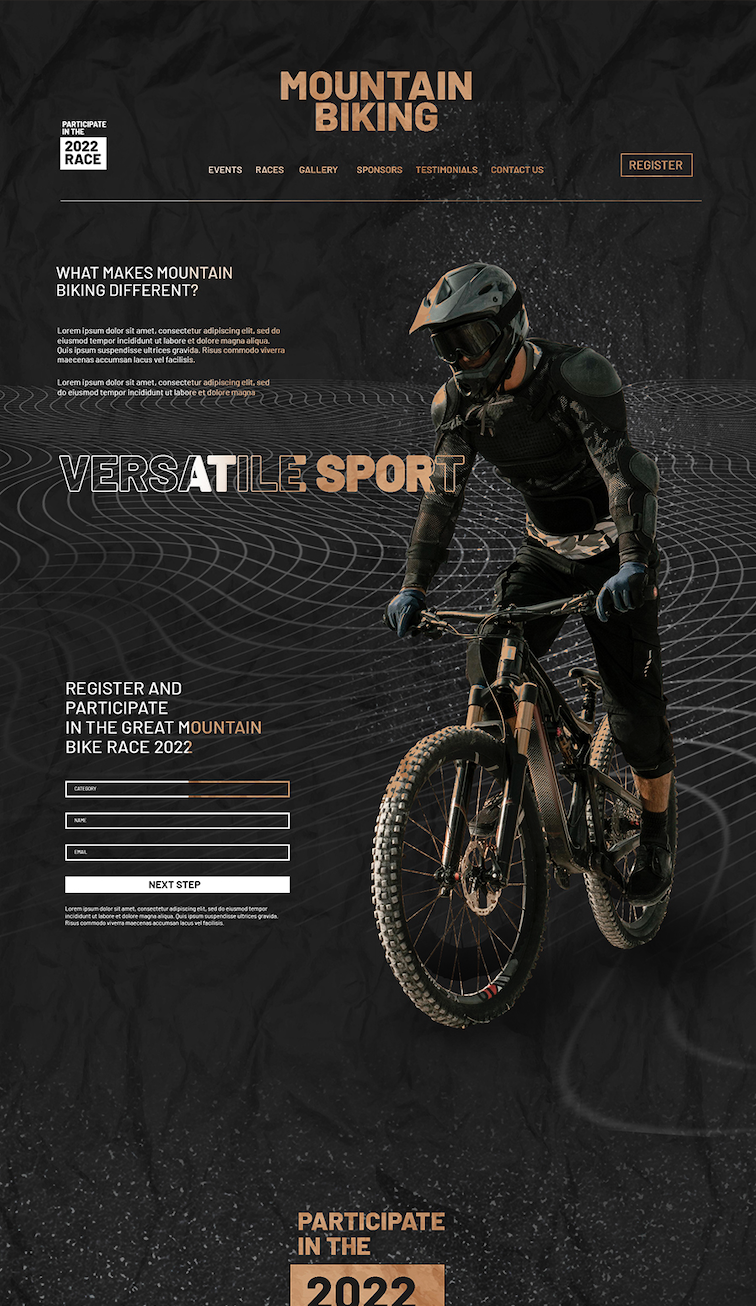 MOUNTAIN
BIKING
PARTICIPATE
IN THE
2022
RACE
EVENTS RACES GALLERY SPONSORS TESTIMONIALS CONTACT US
REGISTER
WHAT MAKES MOUNTAIN
BIKING DIFFERENT?
Lorem ipsum dolor sit amet, consectetur adipiscing elit, sed do
eiusmod tempor incididunt ut labore et dolore magna aliqua.
Quis ipsum suspendisse ultrices gravida. Risus commodo viverra
maecenas accumsan lacus vel facilisis.
Lorem ipsum dolor sit amet, consectetur adipiscing elit, sed
do eiusmod tempor incididunt ut labore et dolore magna
VERSATILE SPORT
REGISTER AND
PARTICIPATE
IN THE GREAT MOUNTAIN
BIKE RACE 2022
CATEGORY
NAME
EMAIL
NEXT STEP
Lorem ipsum dolor sit amet, consectetur adipiscing elit, sed do eiusmod tempor
incididunt ut labore et dolore magna aliqua. Quis ipsum suspendisse ultrices gravida.
Risus commodo viverra maecenas accumsan lacus vel facilisis.
PARTICIPATE
IN THE
2022